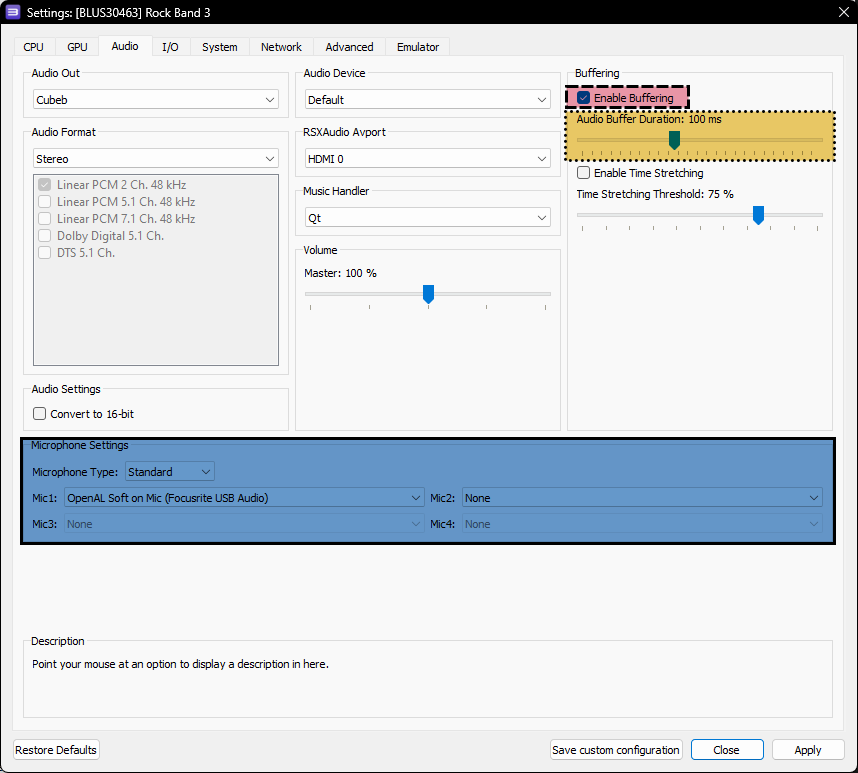 Settings: [BLUS30463] Rock Band 3
CPU GPU Audio I/O System Network Advanced Emulator
Audio Out
Cubeb
Audio Format
Stereo
Linear PCM 2 Ch. 48 kHz
Linear PCM 5.1 Ch. 48 kHz
Linear PCM 7.1 Ch. 48 kHz
Dolby Digital 5.1 Ch.
DTS 5.1 Ch.
Audio Settings
Convert to 16-bit
Audio Device
Default
RSXAudio Avport
HDMI 0
Music Handler
Qt
Volume
Master: 100 %
Buffering
Enable Buffering
Audio Buffer Duration: 100 ms
Enable Time Stretching
Time Stretching Threshold: 75 %
Microphone Settings
Microphone Type: Standard
Mic1: OpenAL Soft on Mic (Focusrite USB Audio) Mic2: None
Mic3: None Mic4: None
Description
Point your mouse at an option to display a description in here.
Restore Defaults Save custom configuration Close Apply